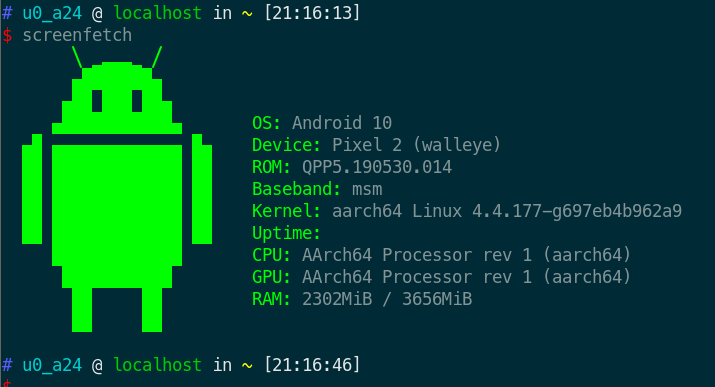 # u0_a24 @ localhost in ~ [21:16:13]
$ screenfetch
OS: Android 10
Device: Pixel 2 (walleye)
ROM: QPP5.190530.014
Baseband: msm
Kernel: aarch64 Linux 4.4.177-g697eb4b962a9
Uptime:
CPU: AArch64 Processor rev 1 (aarch64)
GPU: AArch64 Processor rev 1 (aarch64)
RAM: 2302MiB / 3656MiB
# u0_a24 @ localhost in ~ [21:16:46]
$